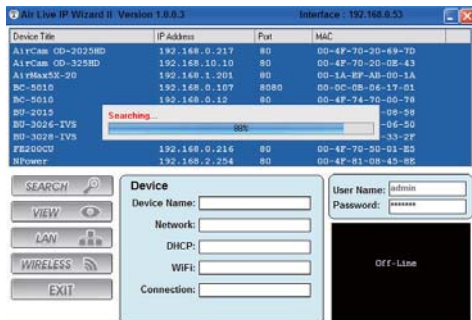 Air Live IP Wizard II Version 1.0.0.3 Interface : 192.168.0.53
Device Title IP Address Port MAC
AirCam OD-2025HD 192.168.0.217 80 00-4F-70-20-69-7D
AirCam OD-325HD 192.168.10.10 80 00-4F-70-20-0E-43
AirMax5X-20 192.168.1.201 80 00-1A-EF-AB-00-1A
BC-5010 192.168.0.107 8080 00-0C-0B-06-17-01
BC-5010 192.168.0.12 80 00-4F-74-70-00-78
BU-2015 -08-58
BU-3026-IVS -06-50
BU-3028-IVS -33-2F
Searching...
88%
FE200CU 192.168.0.216 80 00-4F-70-50-01-E5
NPower 192.168.2.254 80 00-4F-81-08-45-8E
SEARCH
VIEW
LAN
WIRELESS
EXIT
Device
Device Name:
Network:
DHCP:
WiFi:
Connection:
User Name: admin
Password: *******
Off-Line